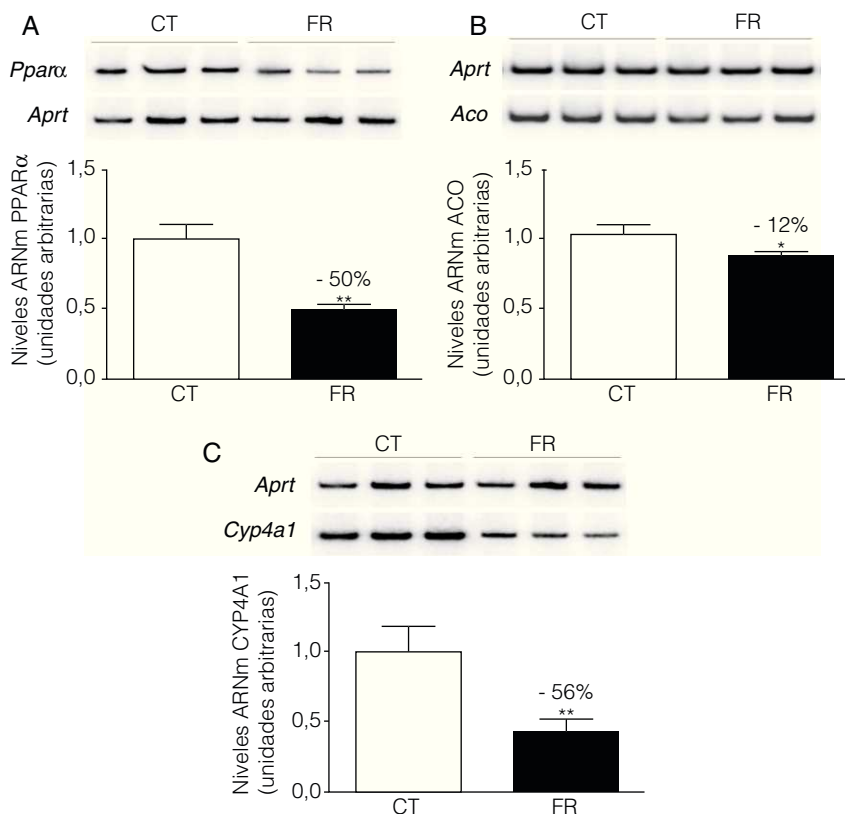 A
CT FR
Pparα
Aprt
Niveles ARNm PPARα
(unidades arbitrarias)
1,5
1,0
0,5
0,0
- 50%
**
CT FR
B
CT FR
Aprt
Aco
Niveles ARNm ACO
(unidades arbitrarias)
1,5
1,0
0,5
0,0
- 12%
*
CT FR
C
CT FR
Aprt
Cyp4a1
Niveles ARNm CYP4A1
(unidades arbitrarias)
1,5
1,0
0,5
0,0
- 56%
**
CT FR